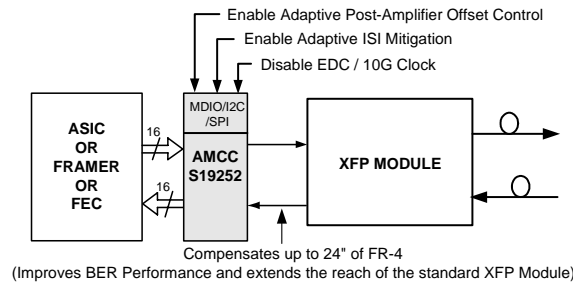 Enable Adaptive Post-Amplifier Offset Control
Enable Adaptive ISI Mitigation
Disable EDC / 10G Clock
MDIO/I2C
/SPI
ASIC
OR
FRAMER
OR
FEC
16
16
AMCC
S19252
XFP MODULE
Compensates up to 24" of FR-4
(Improves BER Performance and extends the reach of the standard XFP Module)